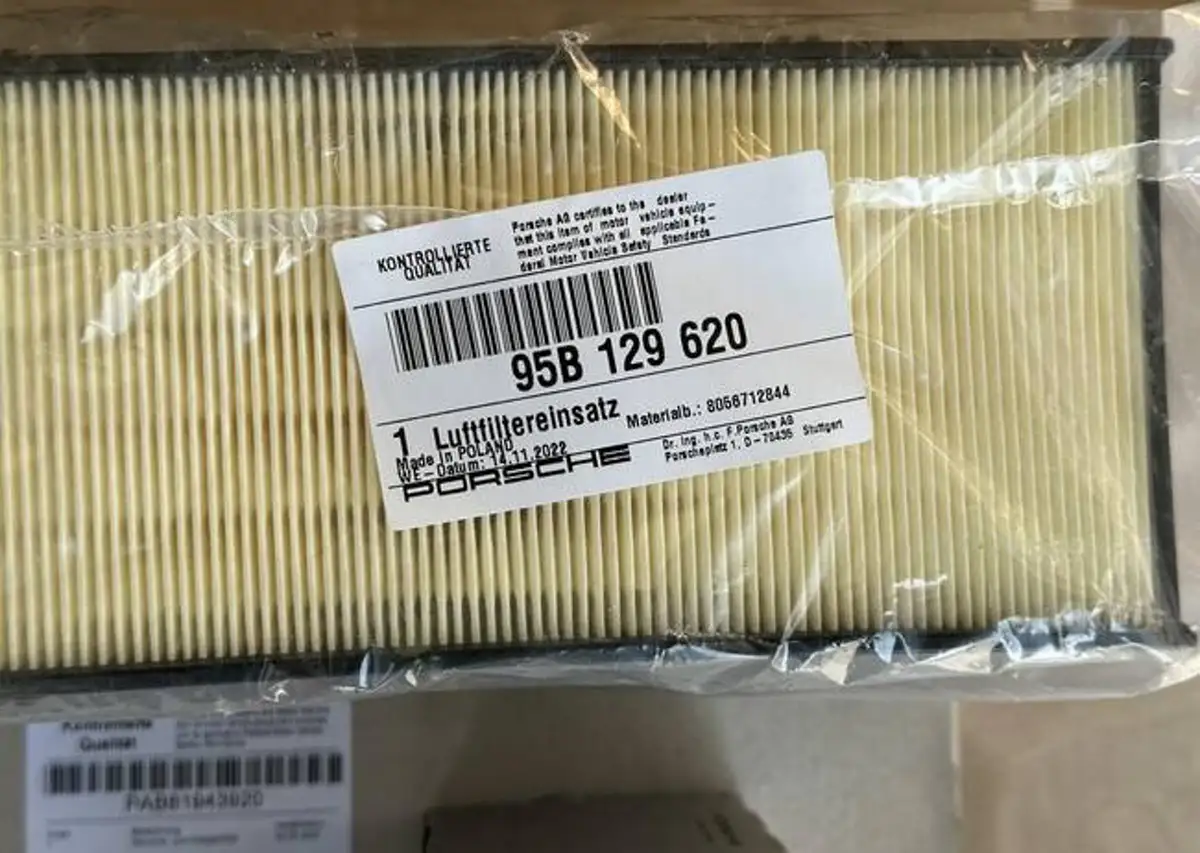 KONTROLLIERTE
QUALITÄT
Porsche AG certifies to the dealer
that this item of motor vehicle equip-
ment complies with all applicable Fe-
deral Motor Vehicle Safety Standards
95B 129 620
1 Luftfiltereinsatz Materialb.: 8056712844
Made in POLAND
WE-Datum: 14.11.2022
PORSCHE
Dr. Ing. h.c. F.Porsche AG
Porscheplatz 1, D-70435 Stuttgart
Kontrollierte
Qualität